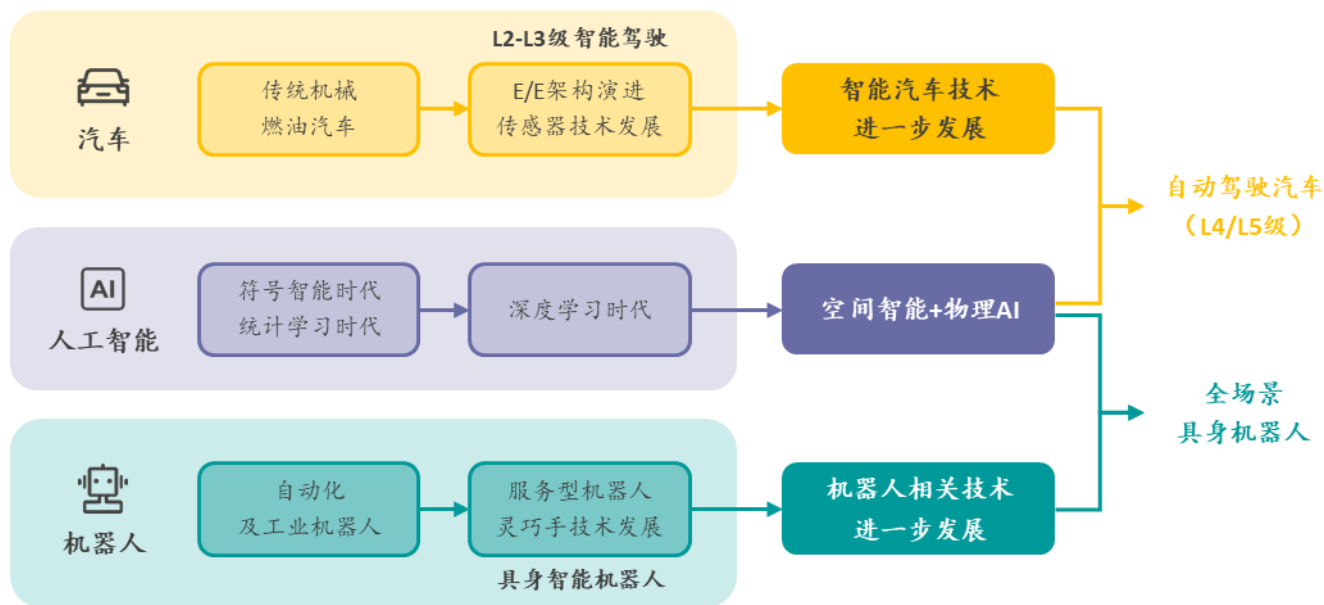 L2-L3级智能驾驶
汽车
传统机械
燃油汽车
E/E架构演进
传感器技术发展
智能汽车技术
进一步发展
自动驾驶汽车
（L4/L5级）
AI
人工智能
符号智能时代
统计学习时代
深度学习时代
空间智能+物理AI
全场景
具身机器人
机器人
自动化
及工业机器人
服务型机器人
灵巧手技术发展
具身智能机器人
机器人相关技术
进一步发展